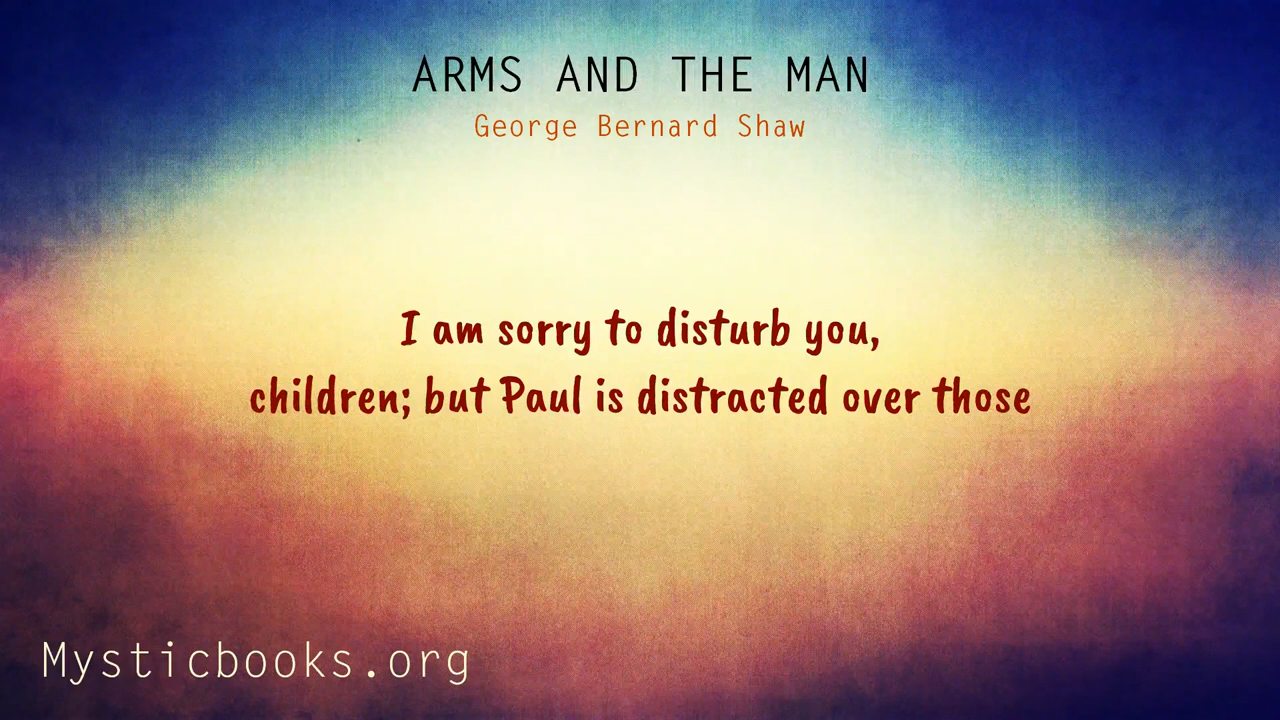 ARMS AND THE MAN
George Bernard Shaw
I am sorry to disturb you,
children; but Paul is distracted over those
Mysticbooks.org